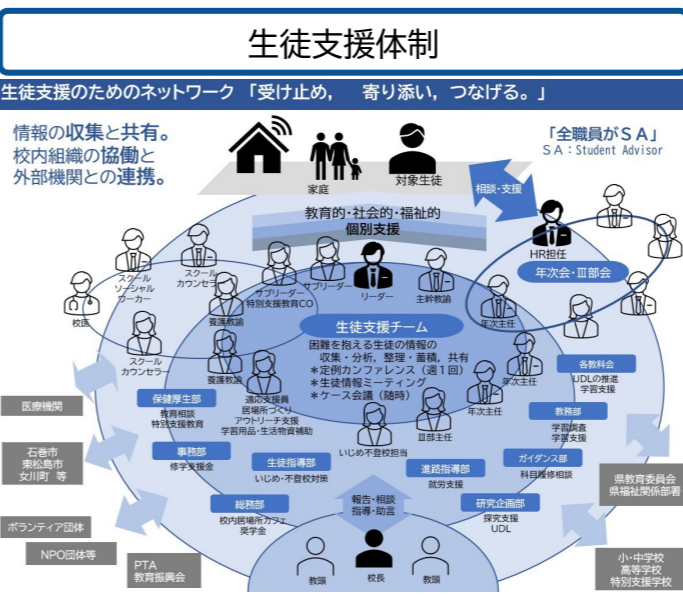 生徒支援体制
生徒支援のためのネットワーク 「受け止め， 寄り添い，つなげる。」
情報の収集と共有。
校内組織の協働と
外部機関との連携。
「全職員がＳＡ」
ＳＡ：Student Advisor
家庭
対象生徒
相談・支援
教育的・社会的・福祉的
個別支援
HR担任
年次会・Ⅲ部会
スクール
ソーシャル
ワーカー
スクール
カウンセラー
校医
養護教諭
サブリーダー
特別支援教育CO
サブリーダー
リーダー
主幹教諭
年次主任
スクール
カウンセラー
養護教諭
生徒支援チーム
困難を抱える生徒の情報の
収集・分析，整理・蓄積，共有
＊定例カンファレンス（週１回）
＊生徒情報ミーティング
＊ケース会議（随時）
適応支援員
居場所づくり
アウトリーチ支援
学習用品・生活物資補助
いじめ不登校担当
Ⅲ部主任
年次主任
年次主任
各教科会
UDLの推進
学習支援
保健厚生部
教育相談
特別支援教育
教務部
学習調査
学習支援
事務部
修学支援金
生徒指導部
いじめ・不登校対策
進路指導部
就労支援
ガイダンス部
科目履修相談
総務部
校内居場所カフェ
奨学金
報告・相談
指導・助言
研究企画部
探究支援
UDL
教頭
校長
教頭
医療機関
石巻市
東松島市
女川町 等
ボランティア団体
NPO団体等
PTA
教育振興会
県教育委員会
県福祉関係部署
小・中学校
高等学校
特別支援学校